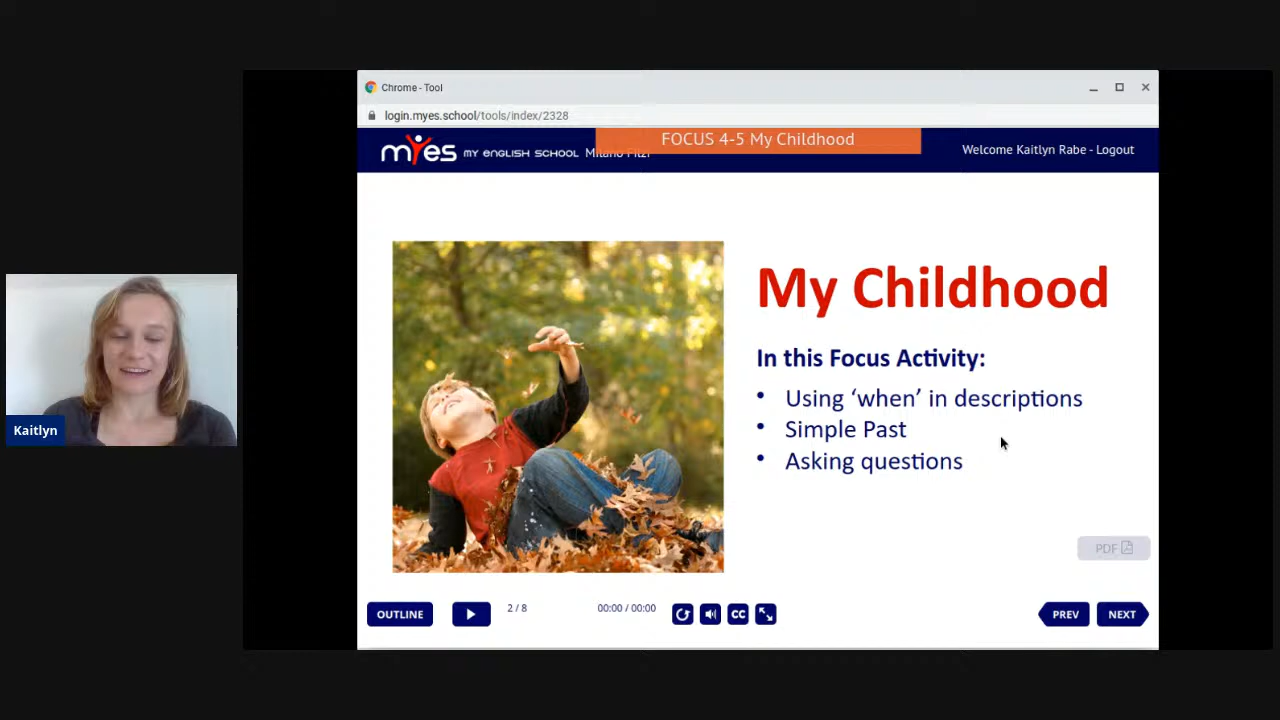 Chrome - Tool
login.myes.school/tools/index/2328
FOCUS 4-5 My Childhood
myes MY ENGLISH SCHOOL Milano
Welcome Kaitlyn Rabe - Logout
My Childhood
In this Focus Activity:
• Using ‘when’ in descriptions
• Simple Past
• Asking questions
Kaitlyn
PDF
OUTLINE
2 / 8
00:00 / 00:00
CC
PREV
NEXT